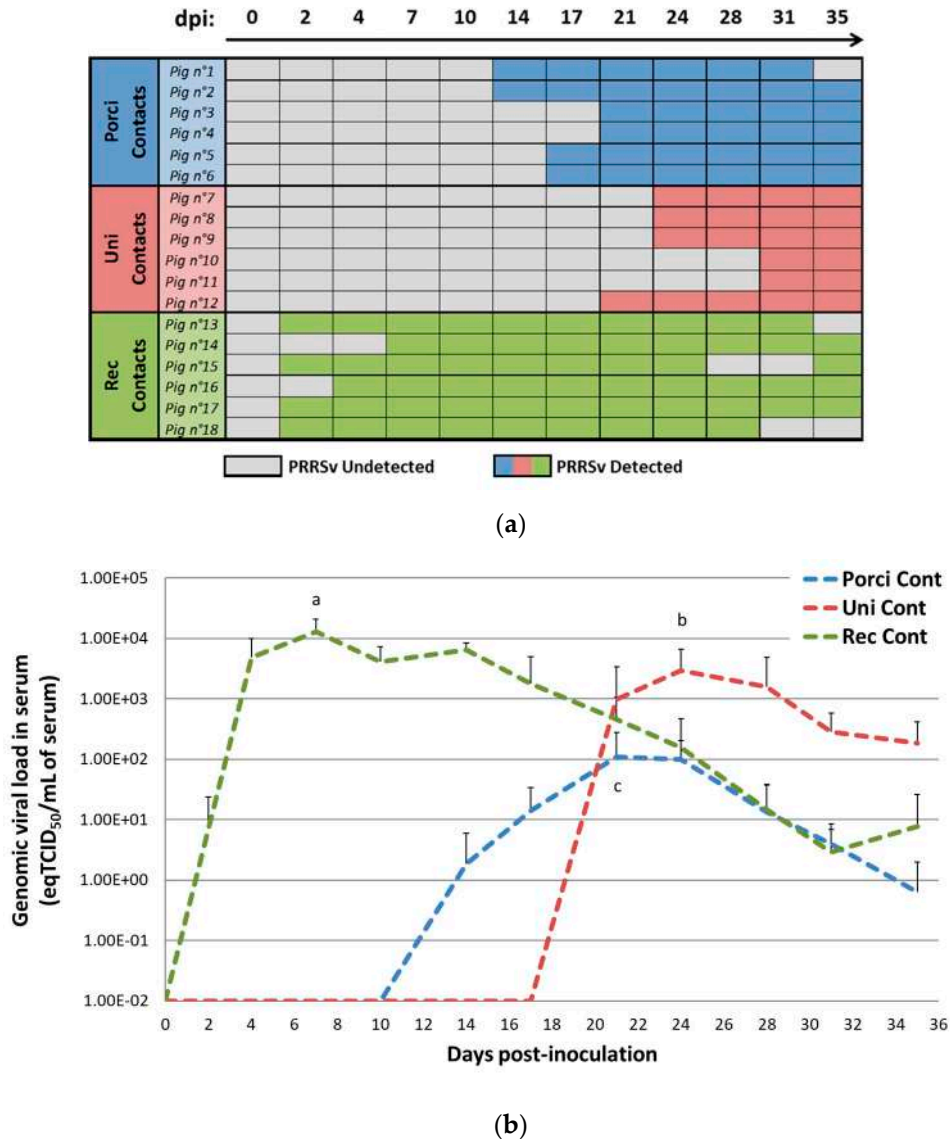 dpi: 0 2 4 7 10 14 17 21 24 28 31 35
Porci
Contacts
Pig n°1
Pig n°2
Pig n°3
Pig n°4
Pig n°5
Pig n°6
Uni
Contacts
Pig n°7
Pig n°8
Pig n°9
Pig n°10
Pig n°11
Pig n°12
Rec
Contacts
Pig n°13
Pig n°14
Pig n°15
Pig n°16
Pig n°17
Pig n°18
PRRSv Undetected PRRSv Detected
(a)
Genomic viral load in serum
(eqTCID50/mL of serum)
1.00E+05
1.00E+04
1.00E+03
1.00E+02
1.00E+01
1.00E+00
1.00E-01
1.00E-02
a
b
c
Porci Cont
Uni Cont
Rec Cont
0 2 4 6 8 10 12 14 16 18 20 22 24 26 28 30 32 34 36
Days post-inoculation
(b)